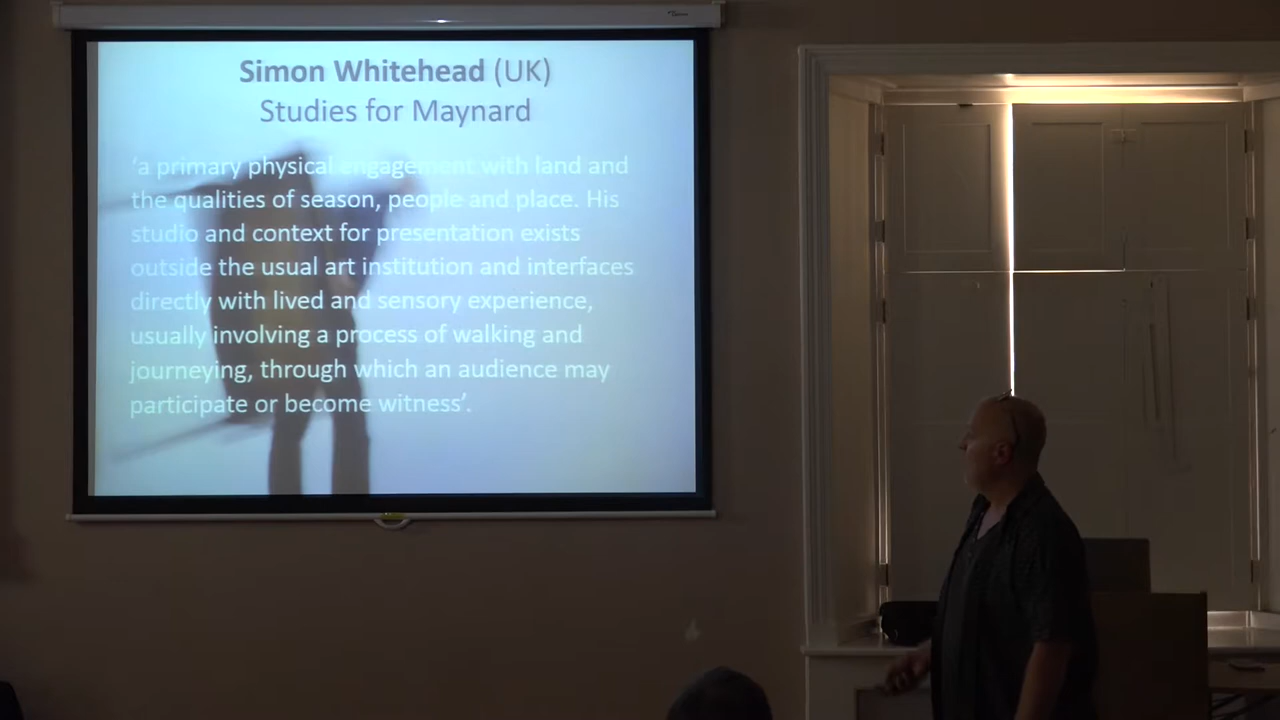 Simon Whitehead (UK)
Studies for Maynard
‘a primary physical engagement with land and
the qualities of season, people and place. His
studio and context for presentation exists
outside the usual art institution and interfaces
directly with lived and sensory experience,
usually involving a process of walking and
journeying, through which an audience may
participate or become witness’.